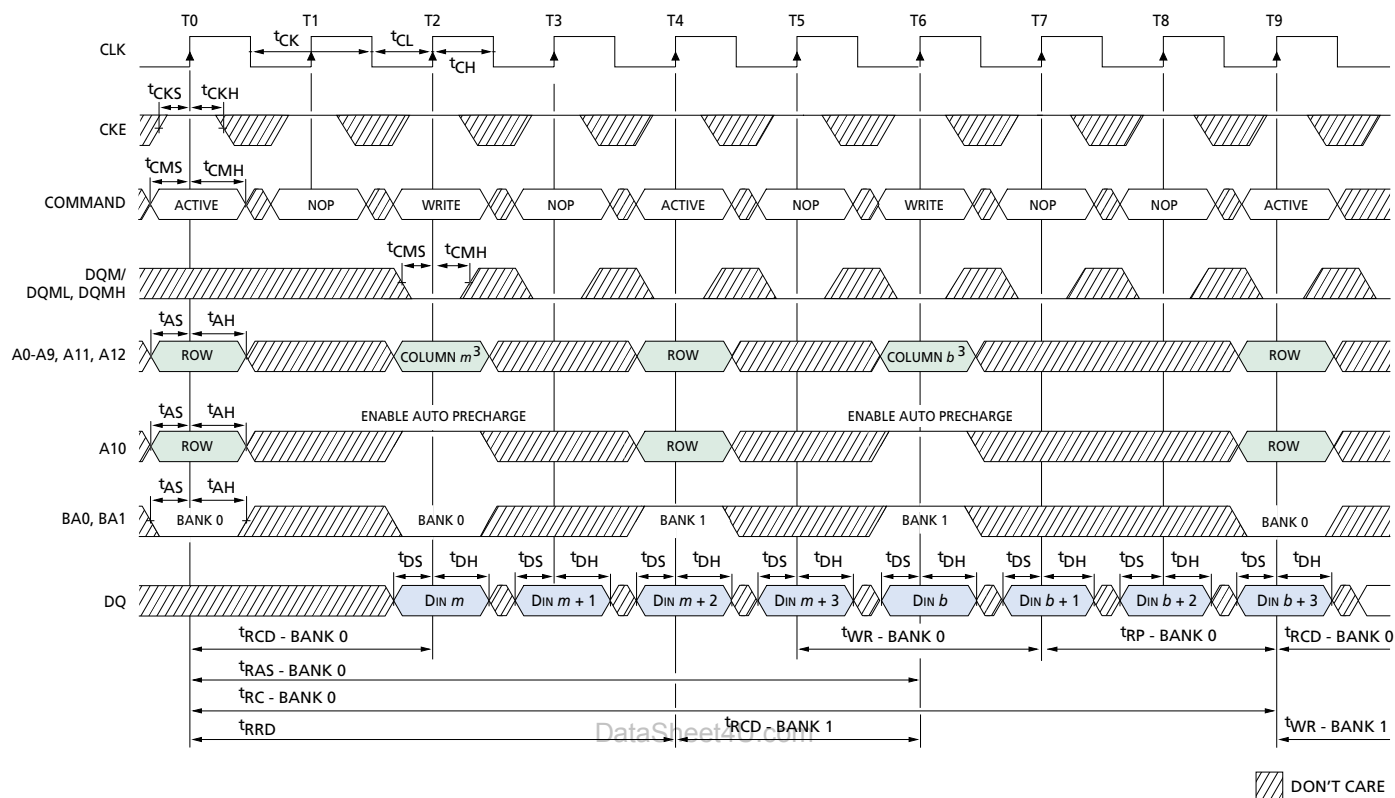 T0 T1 T2 T3 T4 T5 T6 T7 T8 T9
CLK tCK tCL tCH
tCKS tCKH
CKE
tCMS tCMH
COMMAND ACTIVE NOP WRITE NOP ACTIVE NOP WRITE NOP NOP ACTIVE
tCMS tCMH
DQM/
DQML, DQMH
tAS tAH
A0-A9, A11, A12 ROW COLUMN m3 ROW COLUMN b3 ROW
tAS tAH ENABLE AUTO PRECHARGE ENABLE AUTO PRECHARGE
A10 ROW ROW ROW
tAS tAH
BA0, BA1 BANK 0 BANK 0 BANK 1 BANK 1 BANK 0
tDS tDH tDS tDH tDS tDH tDS tDH tDS tDH tDS tDH tDS tDH tDS tDH
DQ DIN m DIN m + 1 DIN m + 2 DIN m + 3 DIN b DIN b + 1 DIN b + 2 DIN b + 3
tRCD - BANK 0 tWR - BANK 0 tRP - BANK 0 tRCD - BANK 0
tRAS - BANK 0
tRC - BANK 0
tRRD tRCD - BANK 1 tWR - BANK 1
DataSheet4U.com
DON'T CARE